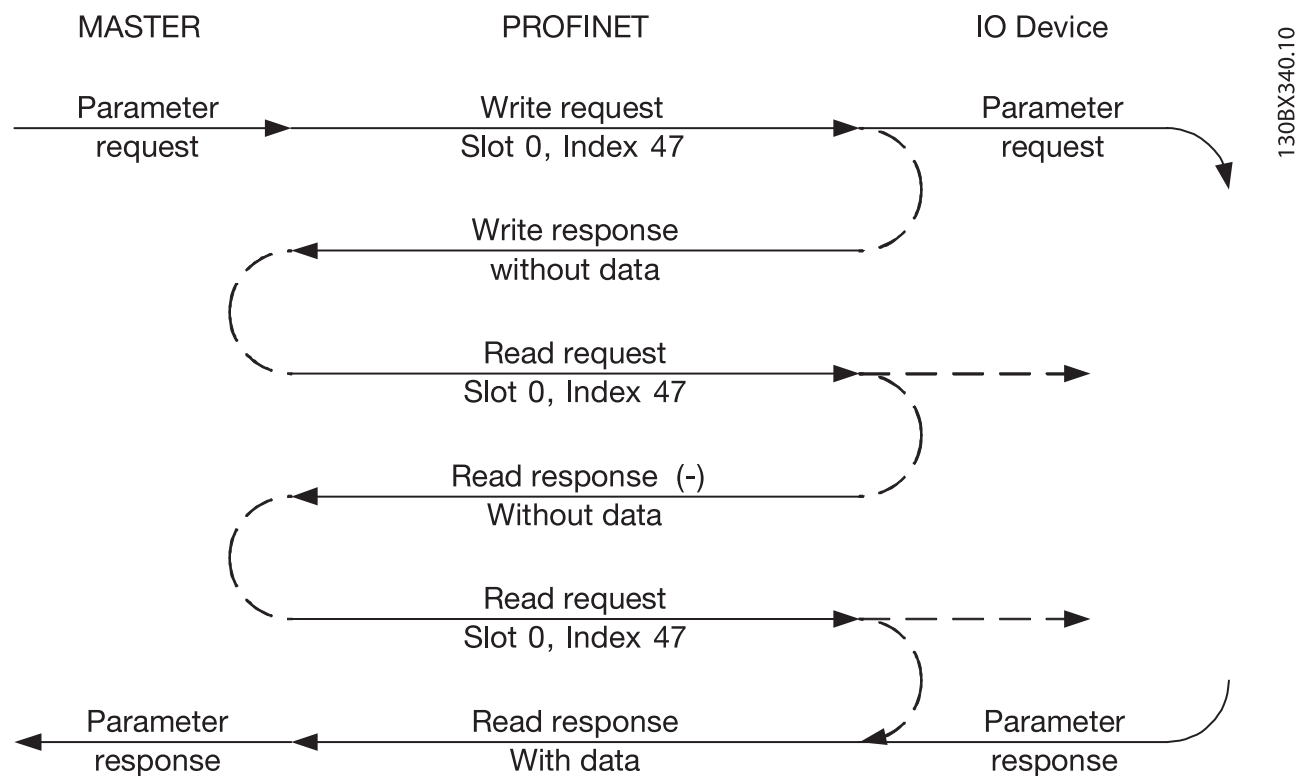 MASTER PROFINET IO Device
130BX340.10
Parameter Write request Parameter
request Slot 0, Index 47 request
Write response
without data
Read request
Slot 0, Index 47
Read response (-)
Without data
Read request
Slot 0, Index 47
Parameter Read response Parameter
response With data response